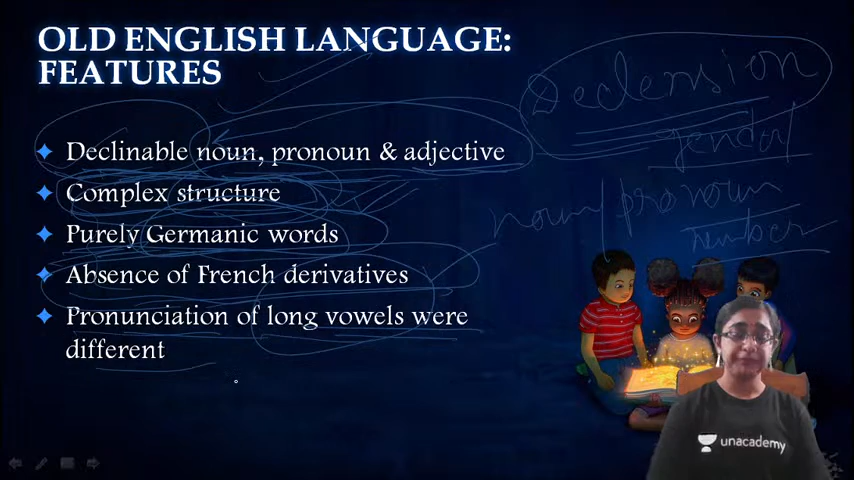 OLD ENGLISH LANGUAGE:
FEATURES
Declension
gender
Declinable noun, pronoun & adjective
Complex structure
noun/pronoun
number
Purely Germanic words
Absence of French derivatives
Pronunciation of long vowels were
different
unacademy